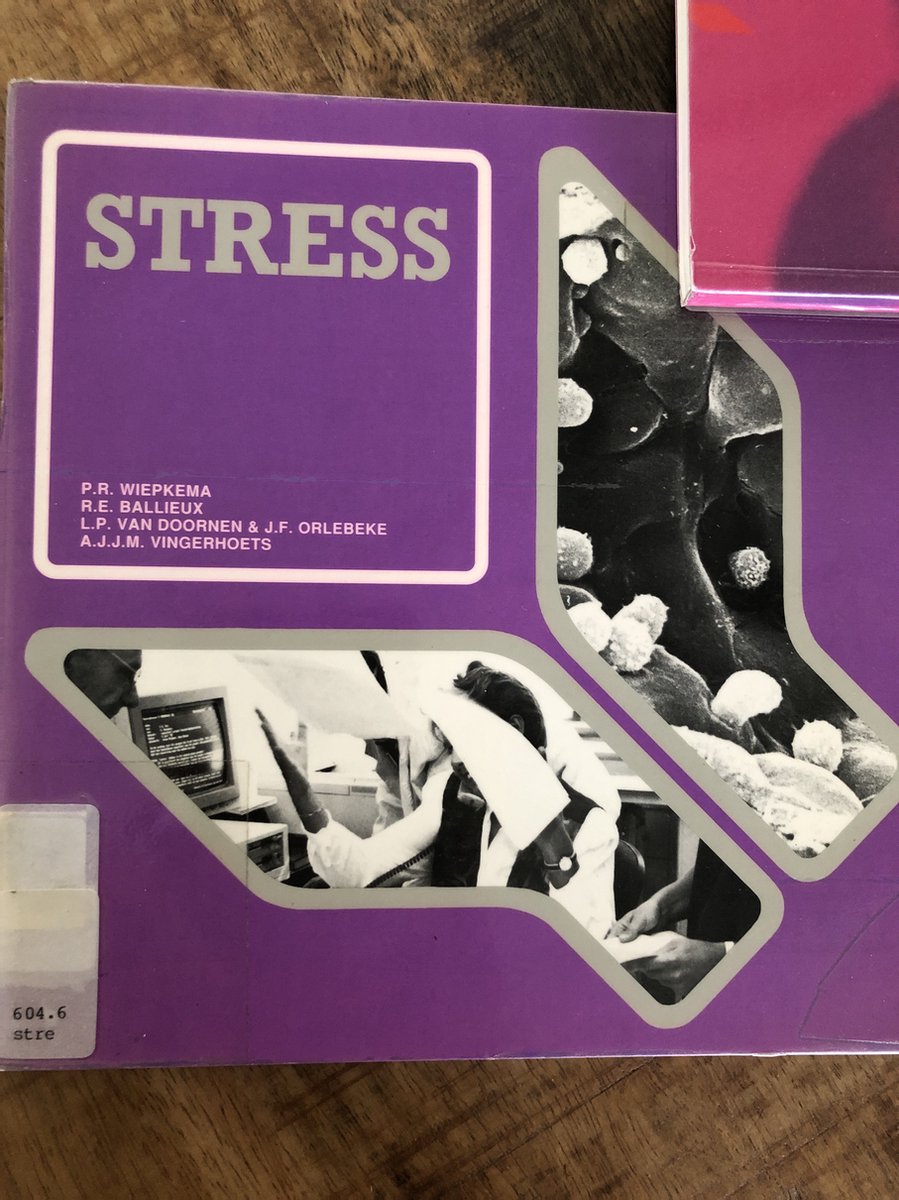 STRESS
P.R. WIEPKEMA
R.E. BALLIEUX
L.P. VAN DOORNEN & J.F. ORLEBEKE
A.J.J.M. VINGERHOETS
604.6
stre